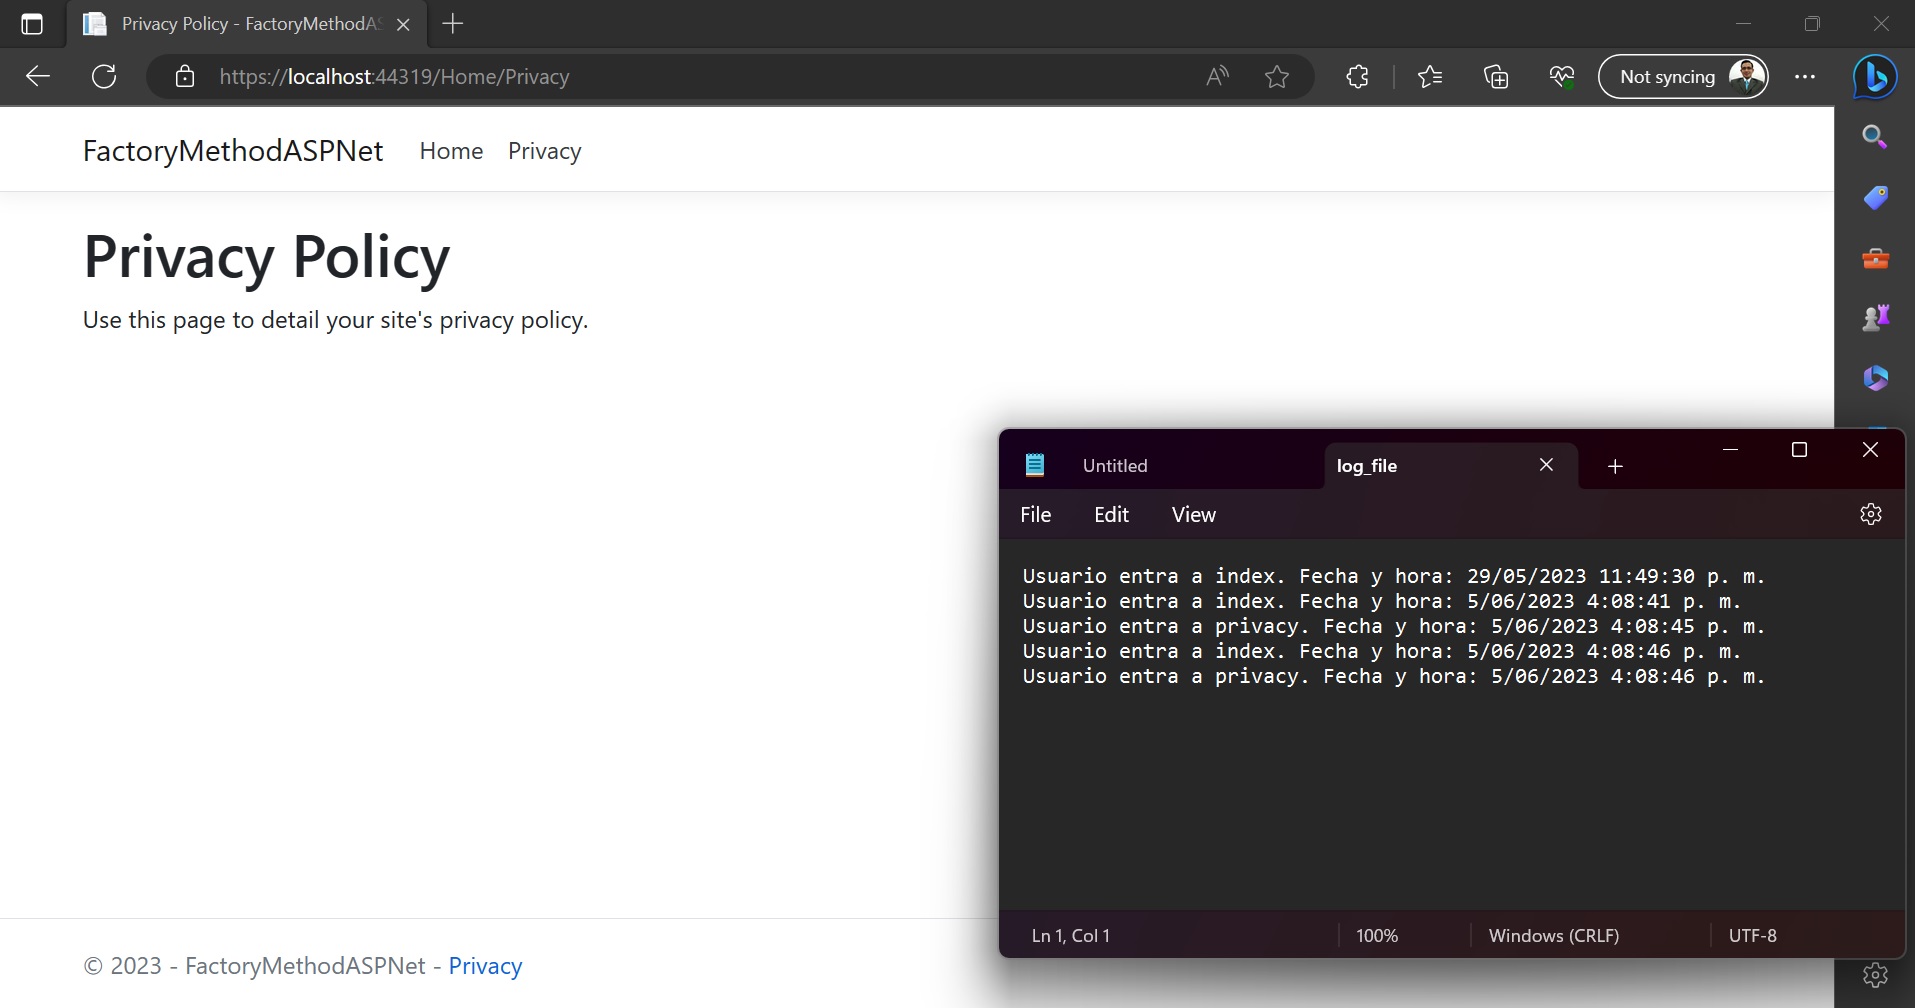 Privacy Policy - FactoryMethodAS
https://localhost:44319/Home/Privacy
Not syncing
FactoryMethodASPNet Home Privacy
Privacy Policy
Use this page to detail your site's privacy policy.
Untitled log_file
File Edit View
Usuario entra a index. Fecha y hora: 29/05/2023 11:49:30 p. m.
Usuario entra a index. Fecha y hora: 5/06/2023 4:08:41 p. m.
Usuario entra a privacy. Fecha y hora: 5/06/2023 4:08:45 p. m.
Usuario entra a index. Fecha y hora: 5/06/2023 4:08:46 p. m.
Usuario entra a privacy. Fecha y hora: 5/06/2023 4:08:46 p. m.
Ln 1, Col 1 100% Windows (CRLF) UTF-8
© 2023 - FactoryMethodASPNet - Privacy